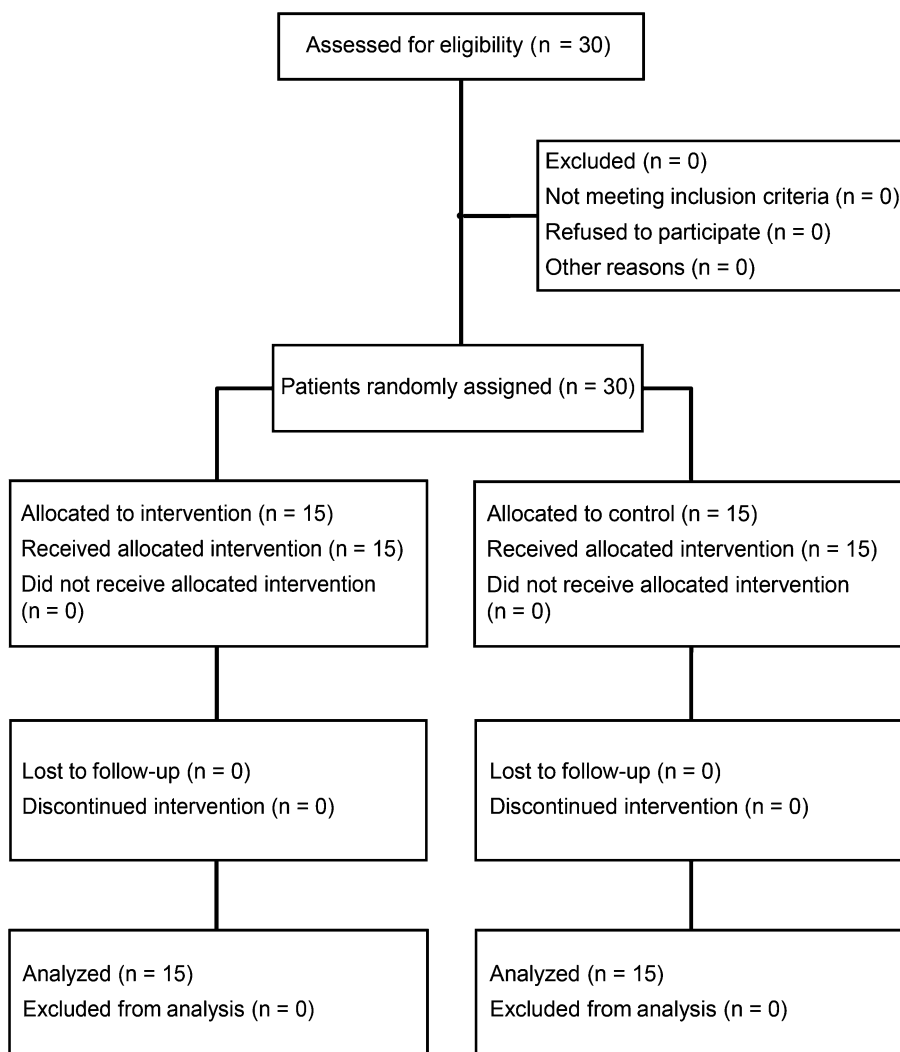 Assessed for eligibility (n = 30)
Excluded (n = 0)
Not meeting inclusion criteria (n = 0)
Refused to participate (n = 0)
Other reasons (n = 0)
Patients randomly assigned (n = 30)
Allocated to intervention (n = 15)
Received allocated intervention (n = 15)
Did not receive allocated intervention
(n = 0)
Allocated to control (n = 15)
Received allocated intervention (n = 15)
Did not receive allocated intervention
(n = 0)
Lost to follow-up (n = 0)
Discontinued intervention (n = 0)
Lost to follow-up (n = 0)
Discontinued intervention (n = 0)
Analyzed (n = 15)
Excluded from analysis (n = 0)
Analyzed (n = 15)
Excluded from analysis (n = 0)